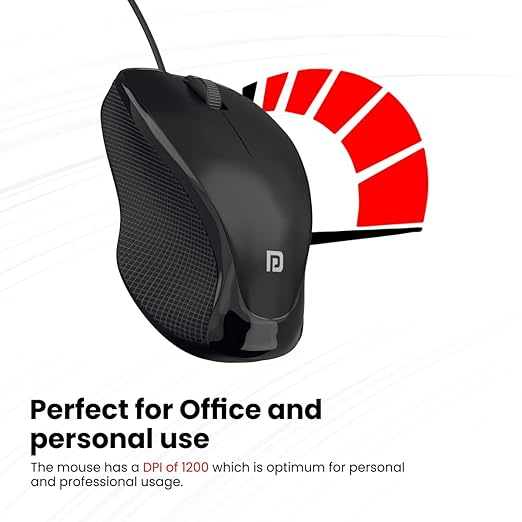 Perfect for Office and
personal use
The mouse has a DPI of 1200 which is optimum for personal
and professional usage.